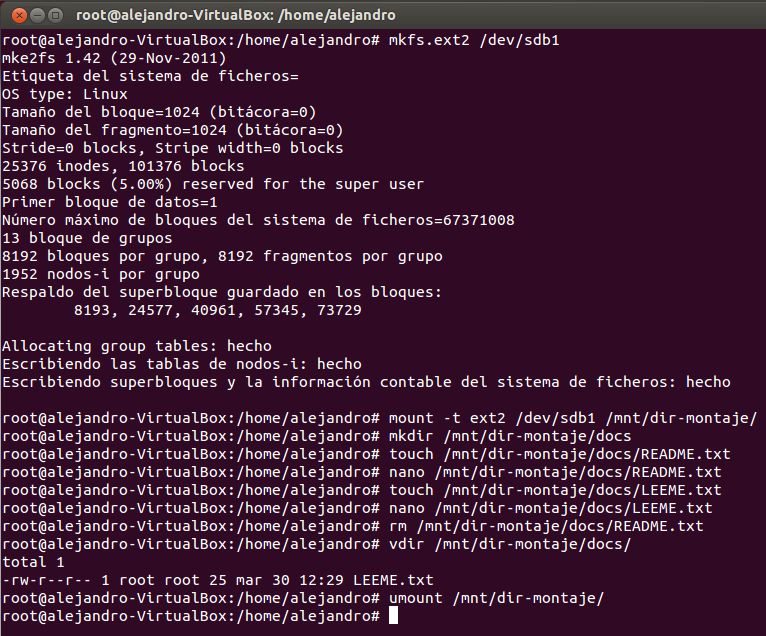 root@alejandro-VirtualBox: /home/alejandro
root@alejandro-VirtualBox:/home/alejandro# mkfs.ext2 /dev/sdb1
mke2fs 1.42 (29-Nov-2011)
Etiqueta del sistema de ficheros=
OS type: Linux
Tamaño del bloque=1024 (bitácora=0)
Tamaño del fragmento=1024 (bitácora=0)
Stride=0 blocks, Stripe width=0 blocks
25376 inodes, 101376 blocks
5068 blocks (5.00%) reserved for the super user
Primer bloque de datos=1
Número máximo de bloques del sistema de ficheros=67371008
13 bloque de grupos
8192 bloques por grupo, 8192 fragmentos por grupo
1952 nodos-i por grupo
Respaldo del superbloque guardado en los bloques:
        8193, 24577, 40961, 57345, 73729

Allocating group tables: hecho
Escribiendo las tablas de nodos-i: hecho
Escribiendo superbloques y la información contable del sistema de ficheros: hecho

root@alejandro-VirtualBox:/home/alejandro# mount -t ext2 /dev/sdb1 /mnt/dir-montaje/
root@alejandro-VirtualBox:/home/alejandro# mkdir /mnt/dir-montaje/docs
root@alejandro-VirtualBox:/home/alejandro# touch /mnt/dir-montaje/docs/README.txt
root@alejandro-VirtualBox:/home/alejandro# nano /mnt/dir-montaje/docs/README.txt
root@alejandro-VirtualBox:/home/alejandro# touch /mnt/dir-montaje/docs/LEEME.txt
root@alejandro-VirtualBox:/home/alejandro# nano /mnt/dir-montaje/docs/LEEME.txt
root@alejandro-VirtualBox:/home/alejandro# rm /mnt/dir-montaje/docs/README.txt
root@alejandro-VirtualBox:/home/alejandro# vdir /mnt/dir-montaje/docs/
total 1
-rw-r--r-- 1 root root 25 mar 30 12:29 LEEME.txt
root@alejandro-VirtualBox:/home/alejandro# umount /mnt/dir-montaje/
root@alejandro-VirtualBox:/home/alejandro#